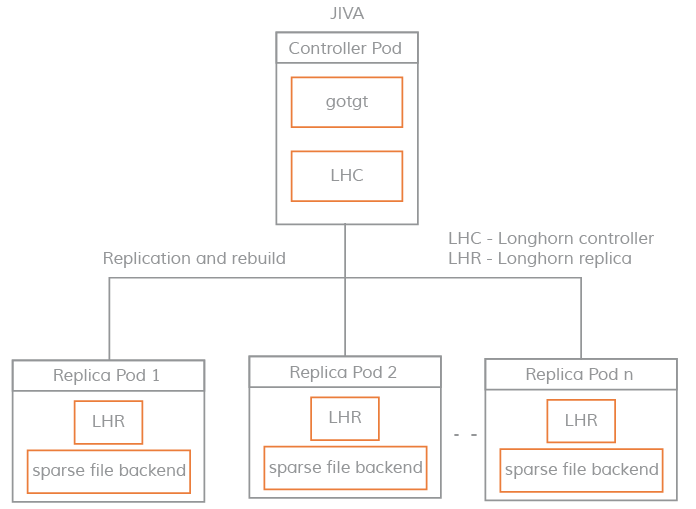 JIVA
Controller Pod
gotgt
LHC
LHC - Longhorn controller
LHR - Longhorn replica
Replication and rebuild
Replica Pod 1
LHR
sparse file backend
Replica Pod 2
LHR
sparse file backend
Replica Pod n
LHR
sparse file backend